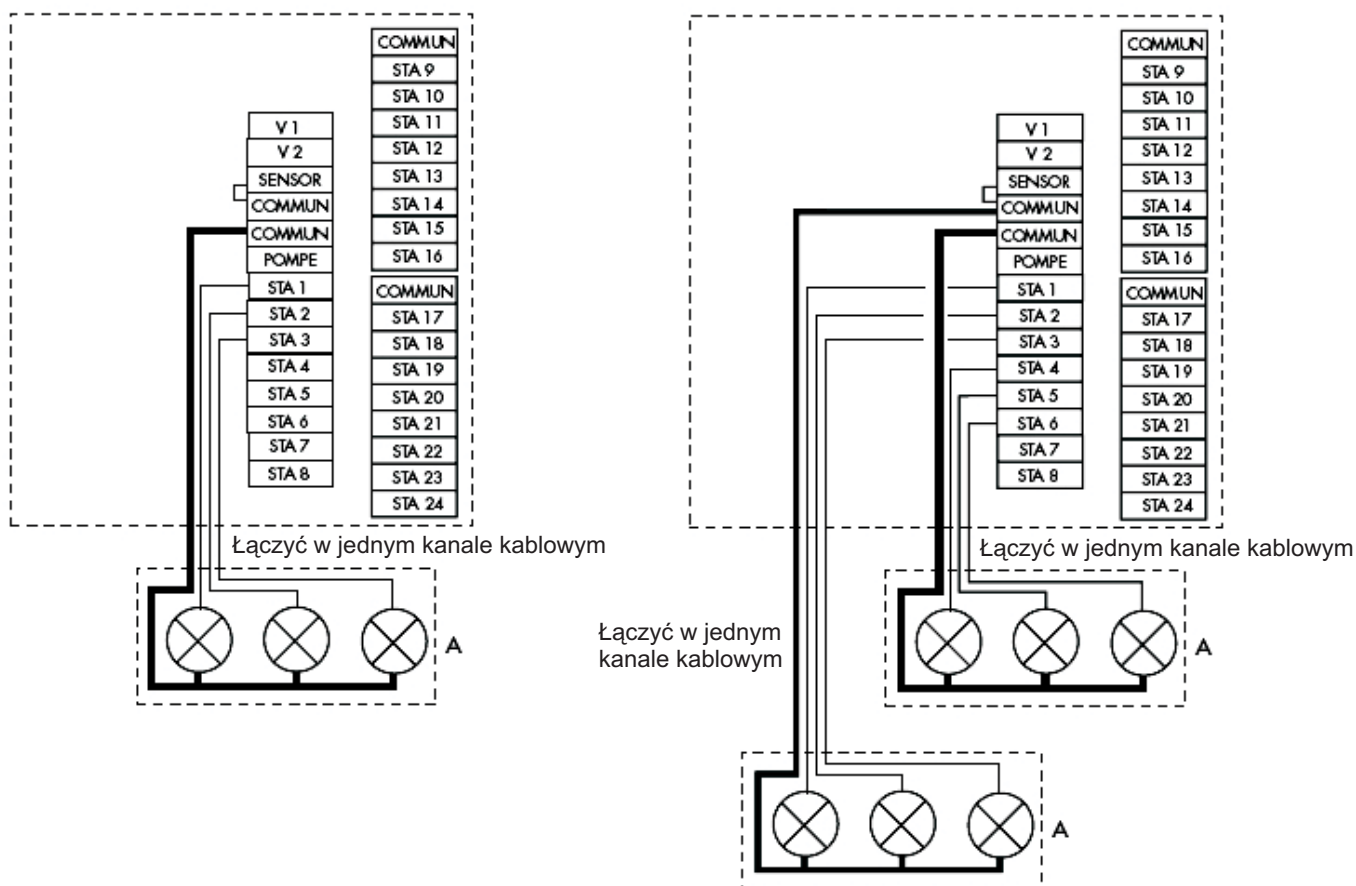 V 1
V 2
SENSOR
COMMUN
COMMUN
POMPE
STA 1
STA 2
STA 3
STA 4
STA 5
STA 6
STA 7
STA 8
COMMUN
STA 9
STA 10
STA 11
STA 12
STA 13
STA 14
STA 15
STA 16
COMMUN
STA 17
STA 18
STA 19
STA 20
STA 21
STA 22
STA 23
STA 24
Łączyć w jednym kanale kablowym
A
V 1
V 2
SENSOR
COMMUN
COMMUN
POMPE
STA 1
STA 2
STA 3
STA 4
STA 5
STA 6
STA 7
STA 8
COMMUN
STA 9
STA 10
STA 11
STA 12
STA 13
STA 14
STA 15
STA 16
COMMUN
STA 17
STA 18
STA 19
STA 20
STA 21
STA 22
STA 23
STA 24
Łączyć w jednym kanale kablowym
A
Łączyć w jednym
kanale kablowym
A